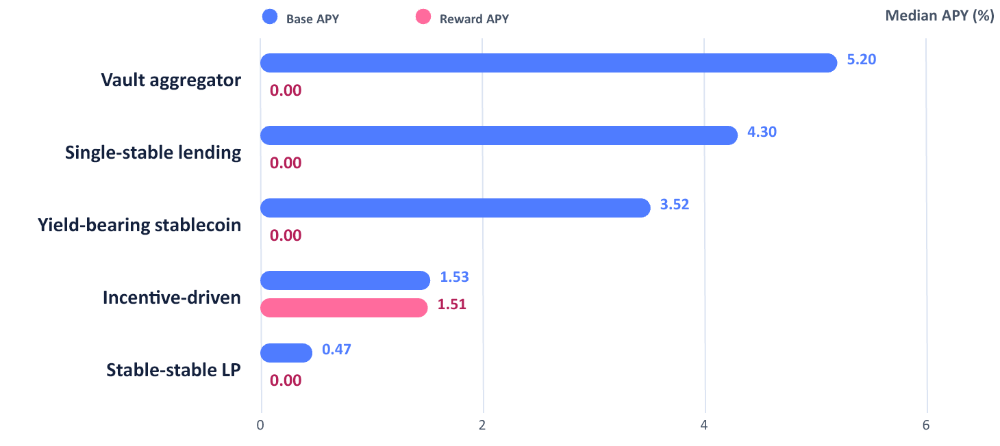 Base APY
Reward APY
Median APY (%)
Vault aggregator
5.20
0.00
Single-stable lending
4.30
0.00
Yield-bearing stablecoin
3.52
0.00
Incentive-driven
1.53
1.51
Stable-stable LP
0.47
0.00
0
2
4
6